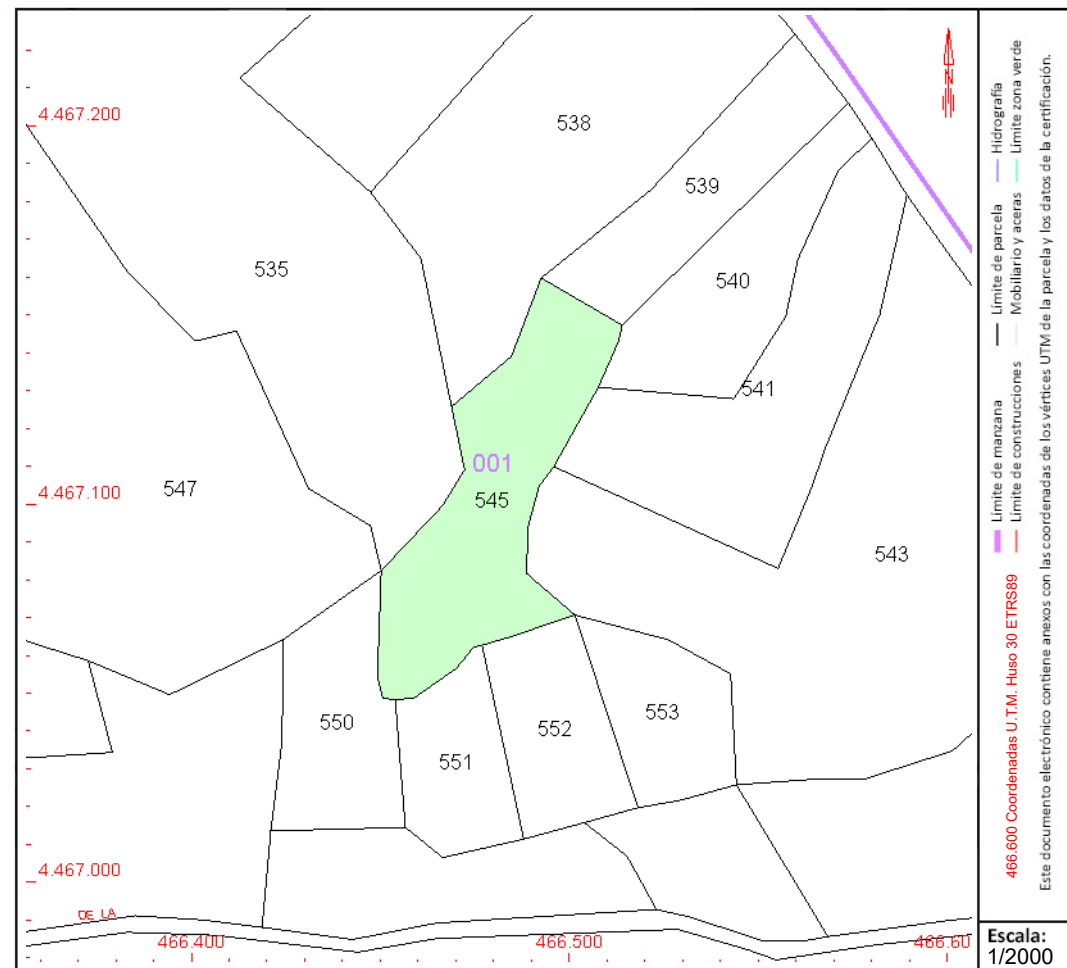 4.467.200
538
539
535
540
541
001
545
547
4.467.100
543
550
551
552
553
4.467.000
DE LA
466.400
466.500
466.60
N
Límite de manzana
Límite de parcela
Hidrografía
Límite de construcciones
Mobiliario y aceras
Límite zona verde
466.600 Coordenadas U.T.M. Huso 30 ETRS89
Este documento electrónico contiene anexos con las coordenadas de los vértices UTM de la parcela y los datos de la certificación.
Escala:
1/2000